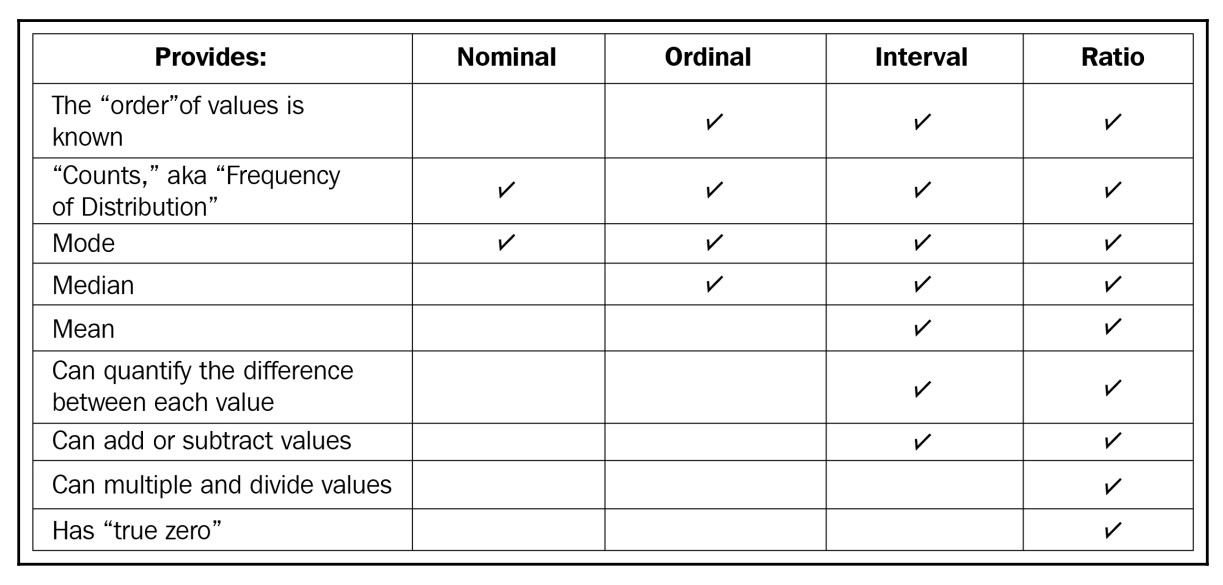 Provides: Nominal Ordinal Interval Ratio
The “order”of values is
known ✓ ✓ ✓
“Counts,” aka “Frequency
of Distribution” ✓ ✓ ✓ ✓
Mode ✓ ✓ ✓ ✓
Median ✓ ✓ ✓
Mean ✓ ✓
Can quantify the difference
between each value ✓ ✓
Can add or subtract values ✓ ✓
Can multiple and divide values ✓
Has “true zero” ✓